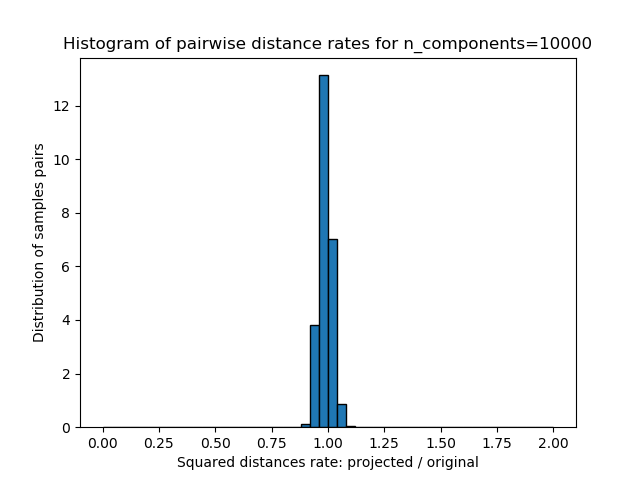 Histogram of pairwise distance rates for n_components=10000
Distribution of samples pairs
12
10
8
6
4
2
0
0.00 0.25 0.50 0.75 1.00 1.25 1.50 1.75 2.00
Squared distances rate: projected / original